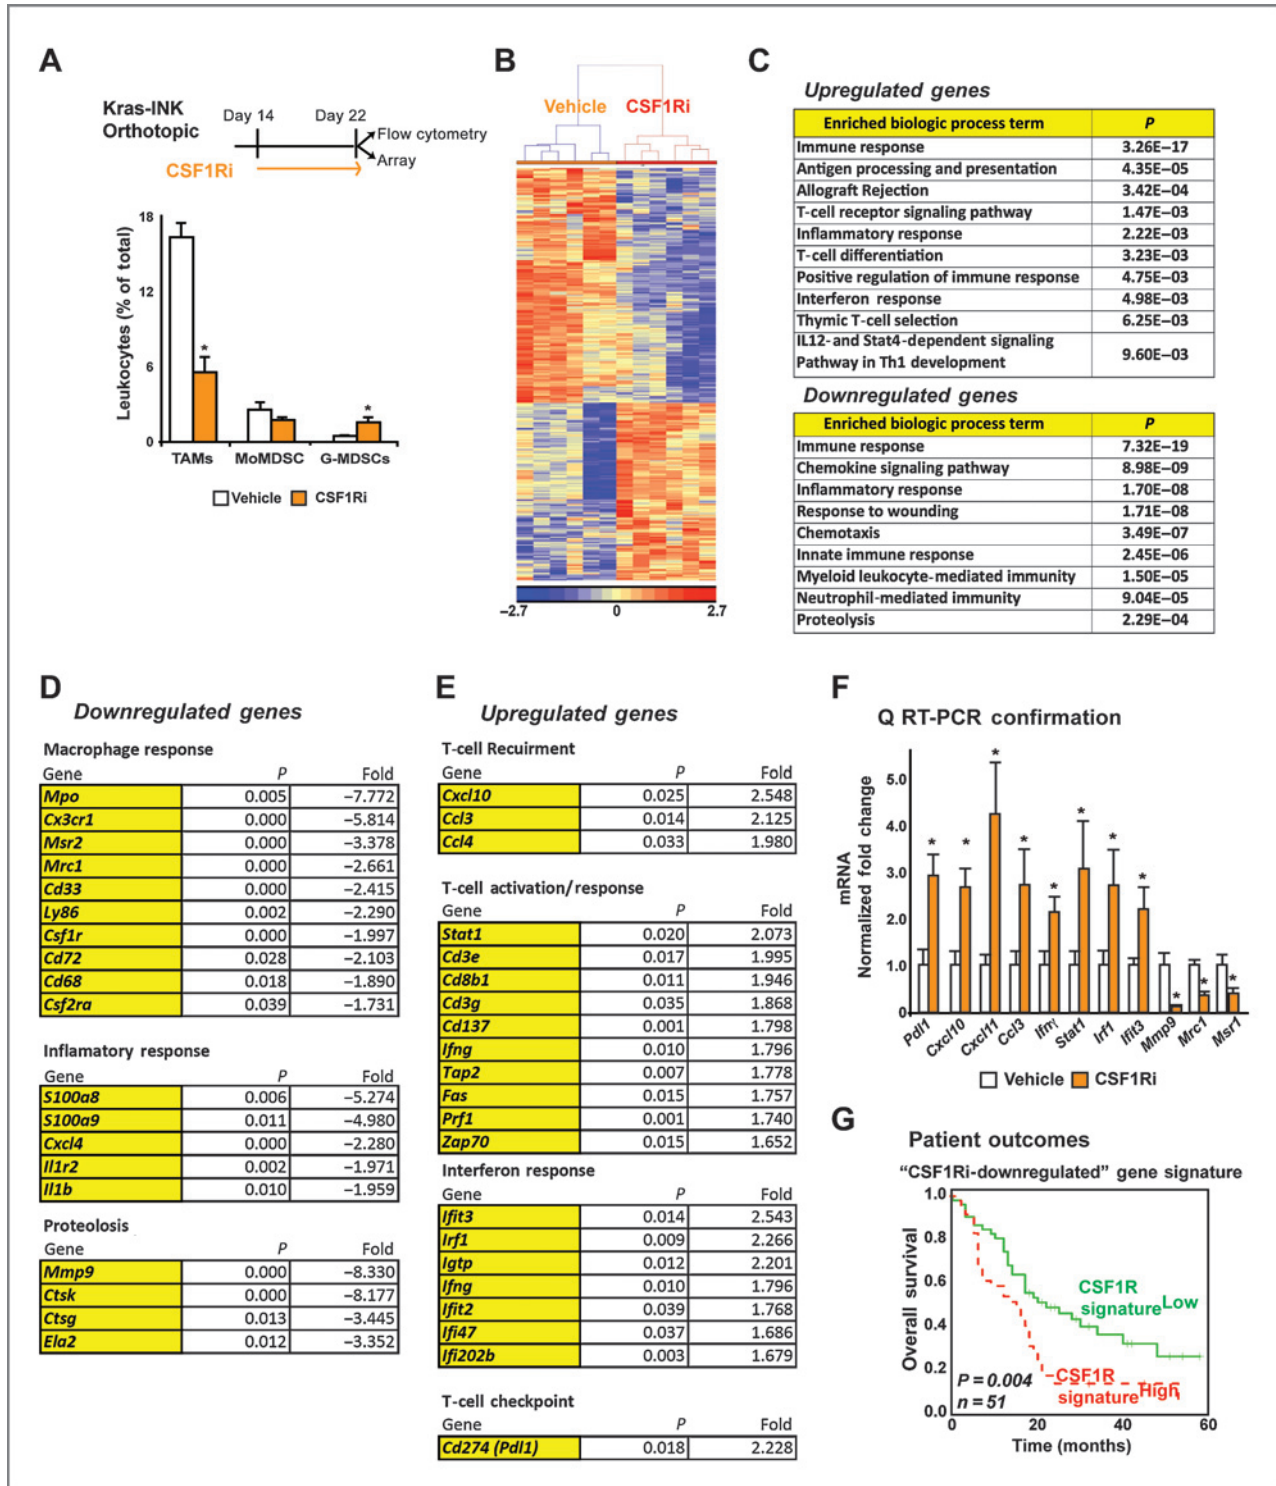 A
Kras-INK
Orthotopic
Day 14
Day 22
Flow cytometry
Array
CSF1Ri
Leukocytes (% of total)
18
12
6
0
*
*
TAMs MoMDSC G-MDSCs
Vehicle CSF1Ri
B
Vehicle CSF1Ri
−2.7 0 2.7
C
Upregulated genes
Enriched biologic process term P
Immune response 3.26E−17
Antigen processing and presentation 4.35E−05
Allograft Rejection 3.42E−04
T-cell receptor signaling pathway 1.47E−03
Inflammatory response 2.22E−03
T-cell differentiation 3.23E−03
Positive regulation of immune response 4.75E−03
Interferon response 4.98E−03
Thymic T-cell selection 6.25E−03
IL12- and Stat4-dependent signaling
Pathway in Th1 development 9.60E−03
Downregulated genes
Enriched biologic process term P
Immune response 7.32E−19
Chemokine signaling pathway 8.98E−09
Inflammatory response 1.70E−08
Response to wounding 1.71E−08
Chemotaxis 3.49E−07
Innate immune response 2.45E−06
Myeloid leukocyte-mediated immunity 1.50E−05
Neutrophil-mediated immunity 9.04E−05
Proteolysis 2.29E−04
D
Downregulated genes
Macrophage response
Gene P Fold
Mpo 0.005 −7.772
Cx3cr1 0.000 −5.814
Msr2 0.000 −3.378
Mrc1 0.000 −2.661
Cd33 0.000 −2.415
Ly86 0.002 −2.290
Csf1r 0.000 −1.997
Cd72 0.028 −2.103
Cd68 0.018 −1.890
Csf2ra 0.039 −1.731
Inflamatory response
Gene P Fold
S100a8 0.006 −5.274
S100a9 0.011 −4.980
Cxcl4 0.000 −2.280
Il1r2 0.002 −1.971
Il1b 0.010 −1.959
Proteolosis
Gene P Fold
Mmp9 0.000 −8.330
Ctsk 0.000 −8.177
Ctsg 0.013 −3.445
Ela2 0.012 −3.352
E
Upregulated genes
T-cell Recuirment
Gene P Fold
Cxcl10 0.025 2.548
Ccl3 0.014 2.125
Ccl4 0.033 1.980
T-cell activation/response
Gene P Fold
Stat1 0.020 2.073
Cd3e 0.017 1.995
Cd8b1 0.011 1.946
Cd3g 0.035 1.868
Cd137 0.001 1.798
Ifng 0.010 1.796
Tap2 0.007 1.778
Fas 0.015 1.757
Prf1 0.001 1.740
Zap70 0.015 1.652
Interferon response
Gene P Fold
Ifit3 0.014 2.543
Irf1 0.009 2.266
Igtp 0.012 2.201
Ifng 0.010 1.796
Ifit2 0.039 1.768
Ifi47 0.037 1.686
Ifi202b 0.003 1.679
T-cell checkpoint
Gene P Fold
Cd274 (Pdl1) 0.018 2.228
F
Q RT-PCR confirmation
mRNA
Normalized fold change
5.0
4.0
3.0
2.0
1.0
0
* * * * * * * * * * *
Pdl1 Cxcl10 Cxcl11 Ccl3 Ifnγ Stat1 Irf1 Ifit3 Mmp9 Mrc1 Msr1
Vehicle CSF1Ri
G
Patient outcomes
“CSF1Ri-downregulated” gene signature
Overall survival
1.0
0.8
0.6
0.4
0.2
0.0
CSF1R
signature Low
CSF1R
signature High
P = 0.004
n = 51
0 20 40 60
Time (months)